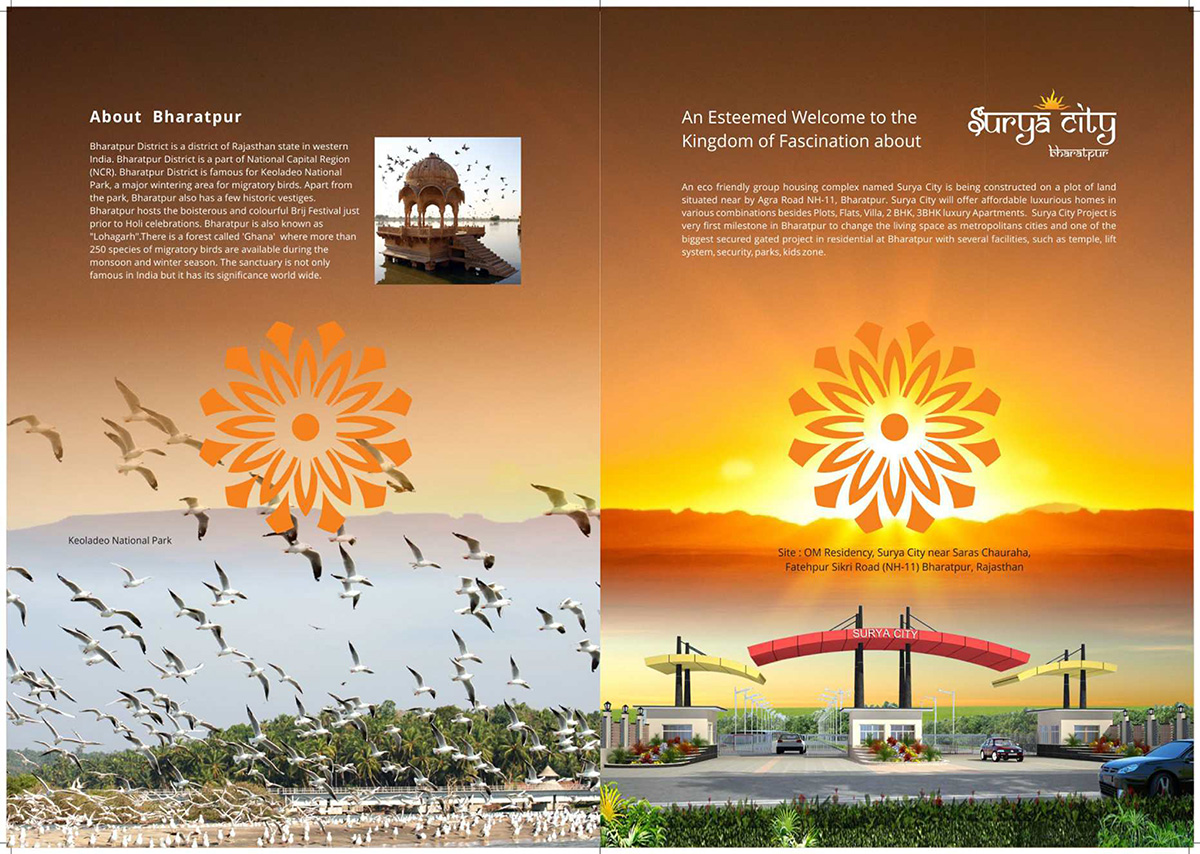 About Bharatpur
Bharatpur District is a district of Rajasthan state in western
India. Bharatpur District is a part of National Capital Region
(NCR). Bharatpur District is famous for Keoladeo National
Park, a major wintering area for migratory birds. Apart from
the park, Bharatpur also has a few historic vestiges.
Bharatpur hosts the boisterous and colourful Brij Festival just
prior to Holi celebrations. Bharatpur is also known as
"Lohagarh".There is a forest called 'Ghana' where more than
250 species of migratory birds are available during the
monsoon and winter season. The sanctuary is not only
famous in India but it has its significance world wide.
Keoladeo National Park
An Esteemed Welcome to the
Kingdom of Fascination about
Surya city
bharatpur
An eco friendly group housing complex named Surya City is being constructed on a plot of land
situated near by Agra Road NH-11, Bharatpur. Surya City will offer affordable luxurious homes in
various combinations besides Plots, Flats, Villa, 2 BHK, 3BHK luxury Apartments. Surya City Project is
very first milestone in Bharatpur to change the living space as metropolitans cities and one of the
biggest secured gated project in residential at Bharatpur with several facilities, such as temple, lift
system, security, parks, kids zone.
Site : OM Residency, Surya City near Saras Chauraha,
Fatehpur Sikri Road (NH-11) Bharatpur, Rajasthan
SURYA CITY